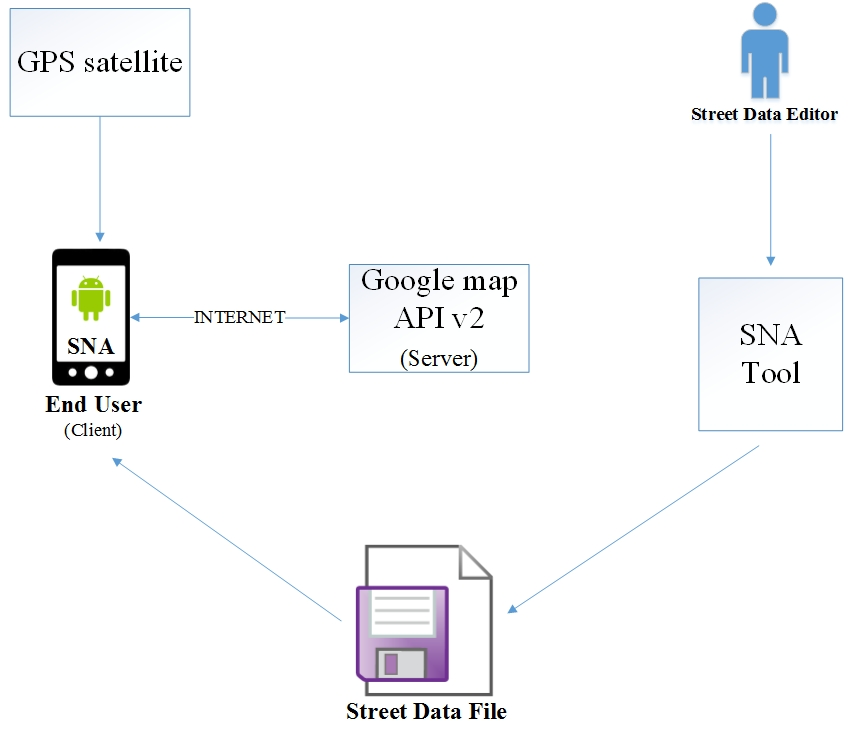 GPS satellite
Street Data Editor
Google map
API v2
(Server)
INTERNET
SNA
End User
(Client)
SNA
Tool
Street Data File